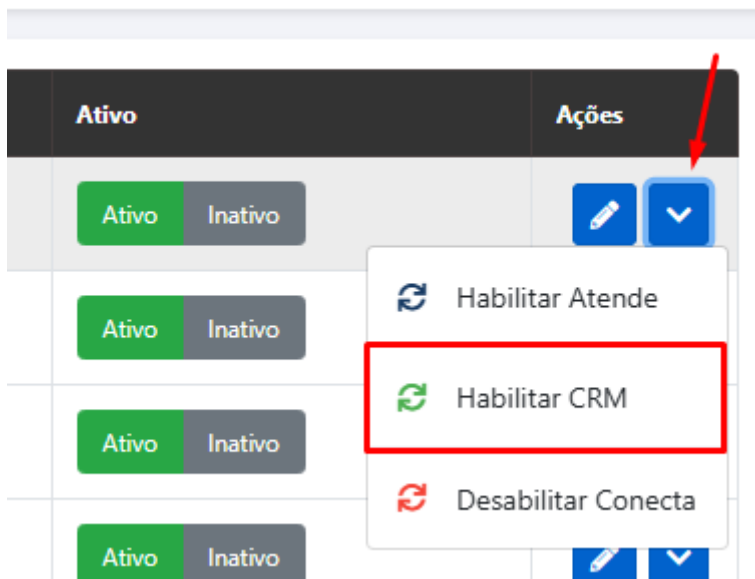 Ativo Ações
Ativo Inativo
Habilitar Atende
Ativo Inativo
Habilitar CRM
Ativo Inativo
Desabilitar Conecta
Ativo Inativo